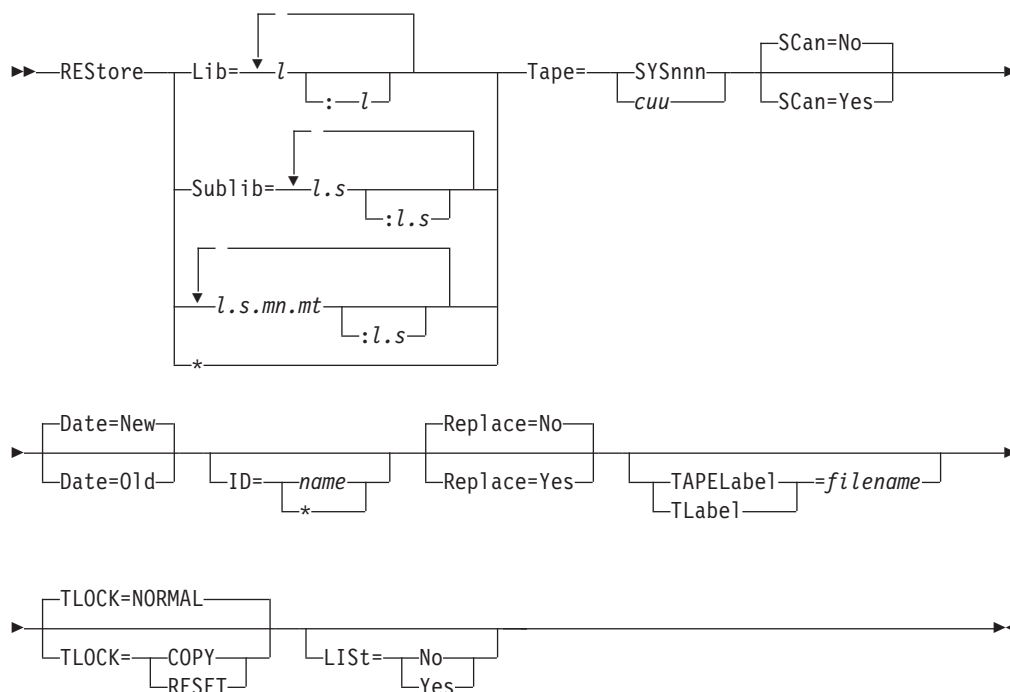 REStore Lib= l Tape= SYSnnn SCan=No
: l cuu SCan=Yes
Sublib= l.s
:l.s
l.s.mn.mt
:l.s
*
Date=New Replace=No
Date=Old ID= name Replace=Yes TAPELabel =filename
* TLabel
TLOCK=NORMAL
TLOCK= COPY LISt= No
RESET Yes